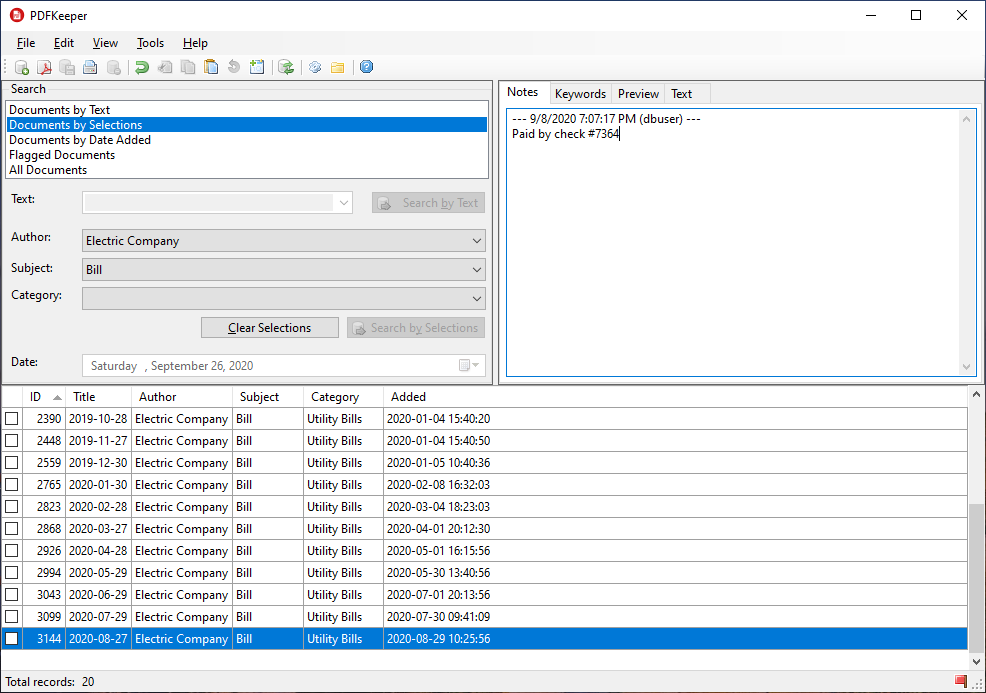 PDFKeeper
File Edit View Tools Help
Search
Documents by Text
Documents by Selections
Documents by Date Added
Flagged Documents
All Documents
Text:
Search by Text
Author: Electric Company
Subject: Bill
Category:
Clear Selections Search by Selections
Date: Saturday , September 26, 2020
Notes Keywords Preview Text
--- 9/8/2020 7:07:17 PM (dbuser) ---
Paid by check #7364
ID Title Author Subject Category Added
2390 2019-10-28 Electric Company Bill Utility Bills 2020-01-04 15:40:20
2448 2019-11-27 Electric Company Bill Utility Bills 2020-01-04 15:40:50
2559 2019-12-30 Electric Company Bill Utility Bills 2020-01-05 10:40:36
2765 2020-01-30 Electric Company Bill Utility Bills 2020-02-08 16:32:03
2823 2020-02-28 Electric Company Bill Utility Bills 2020-03-04 18:23:03
2868 2020-03-27 Electric Company Bill Utility Bills 2020-04-01 20:12:30
2926 2020-04-28 Electric Company Bill Utility Bills 2020-05-01 16:15:56
2994 2020-05-29 Electric Company Bill Utility Bills 2020-05-30 13:40:56
3043 2020-06-29 Electric Company Bill Utility Bills 2020-07-01 20:13:56
3099 2020-07-29 Electric Company Bill Utility Bills 2020-07-30 09:41:09
3144 2020-08-27 Electric Company Bill Utility Bills 2020-08-29 10:25:56
Total records: 20